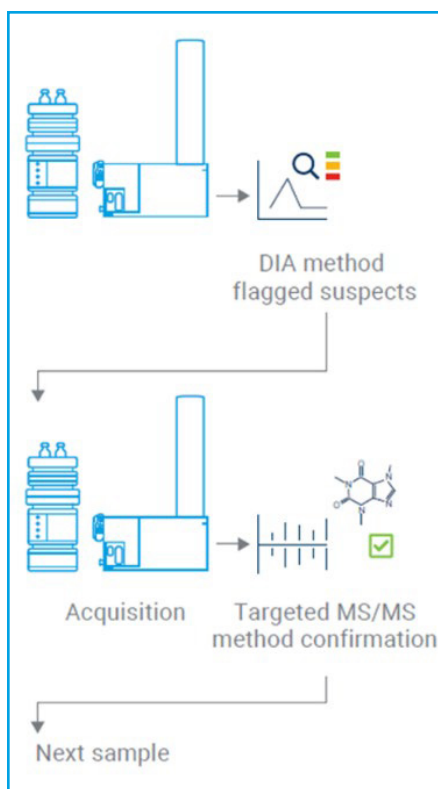 DIA method
flagged suspects
Acquisition
Targeted MS/MS
method confirmation
Next sample